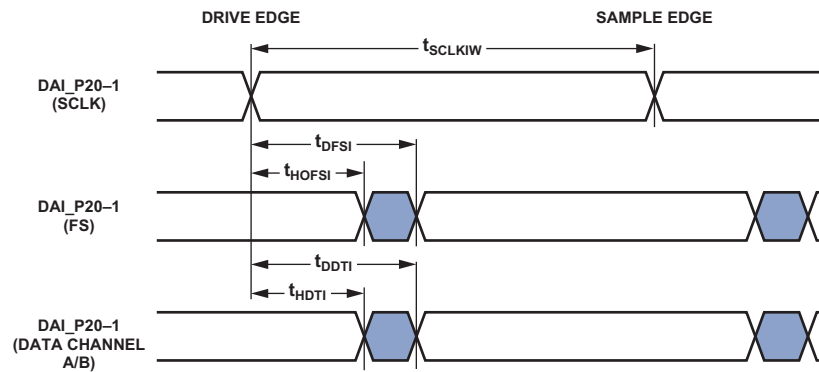 DRIVE EDGE
SAMPLE EDGE
tSCLKIW
DAI_P20–1
(SCLK)
tDFSI
tHOFSI
DAI_P20–1
(FS)
tDDTI
tHDTI
DAI_P20–1
(DATA CHANNEL
A/B)